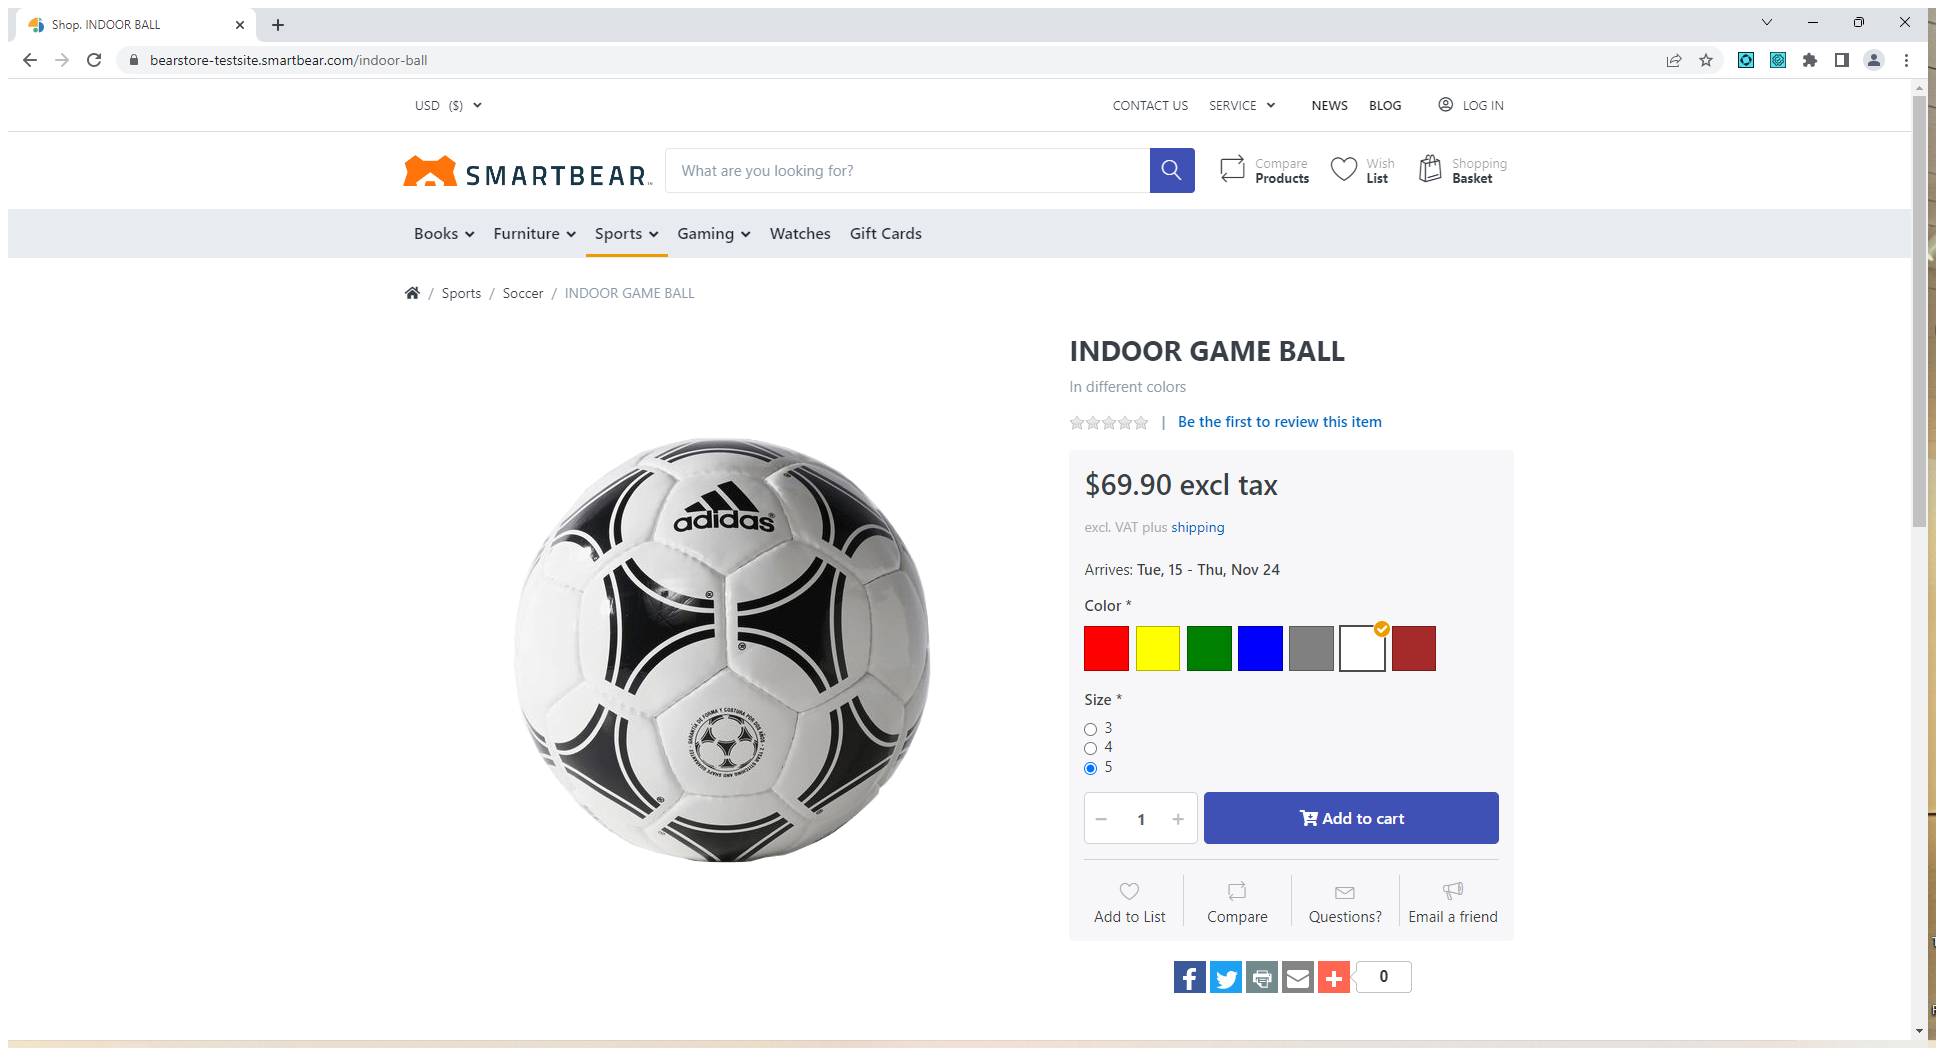 Shop. INDOOR BALL
bearstore-testsite.smartbear.com/indoor-ball
USD ($)
CONTACT US SERVICE NEWS BLOG LOG IN
SMARTBEAR
What are you looking for?
Compare Products
Wish List
Shopping Basket
Books Furniture Sports Gaming Watches Gift Cards
/ Sports / Soccer / INDOOR GAME BALL
INDOOR GAME BALL
In different colors
| Be the first to review this item
adidas
$69.90 excl tax
excl. VAT plus shipping
Arrives: Tue, 15 - Thu, Nov 24
Color *
Size *
3
4
5
1
Add to cart
Add to List Compare Questions? Email a friend
0